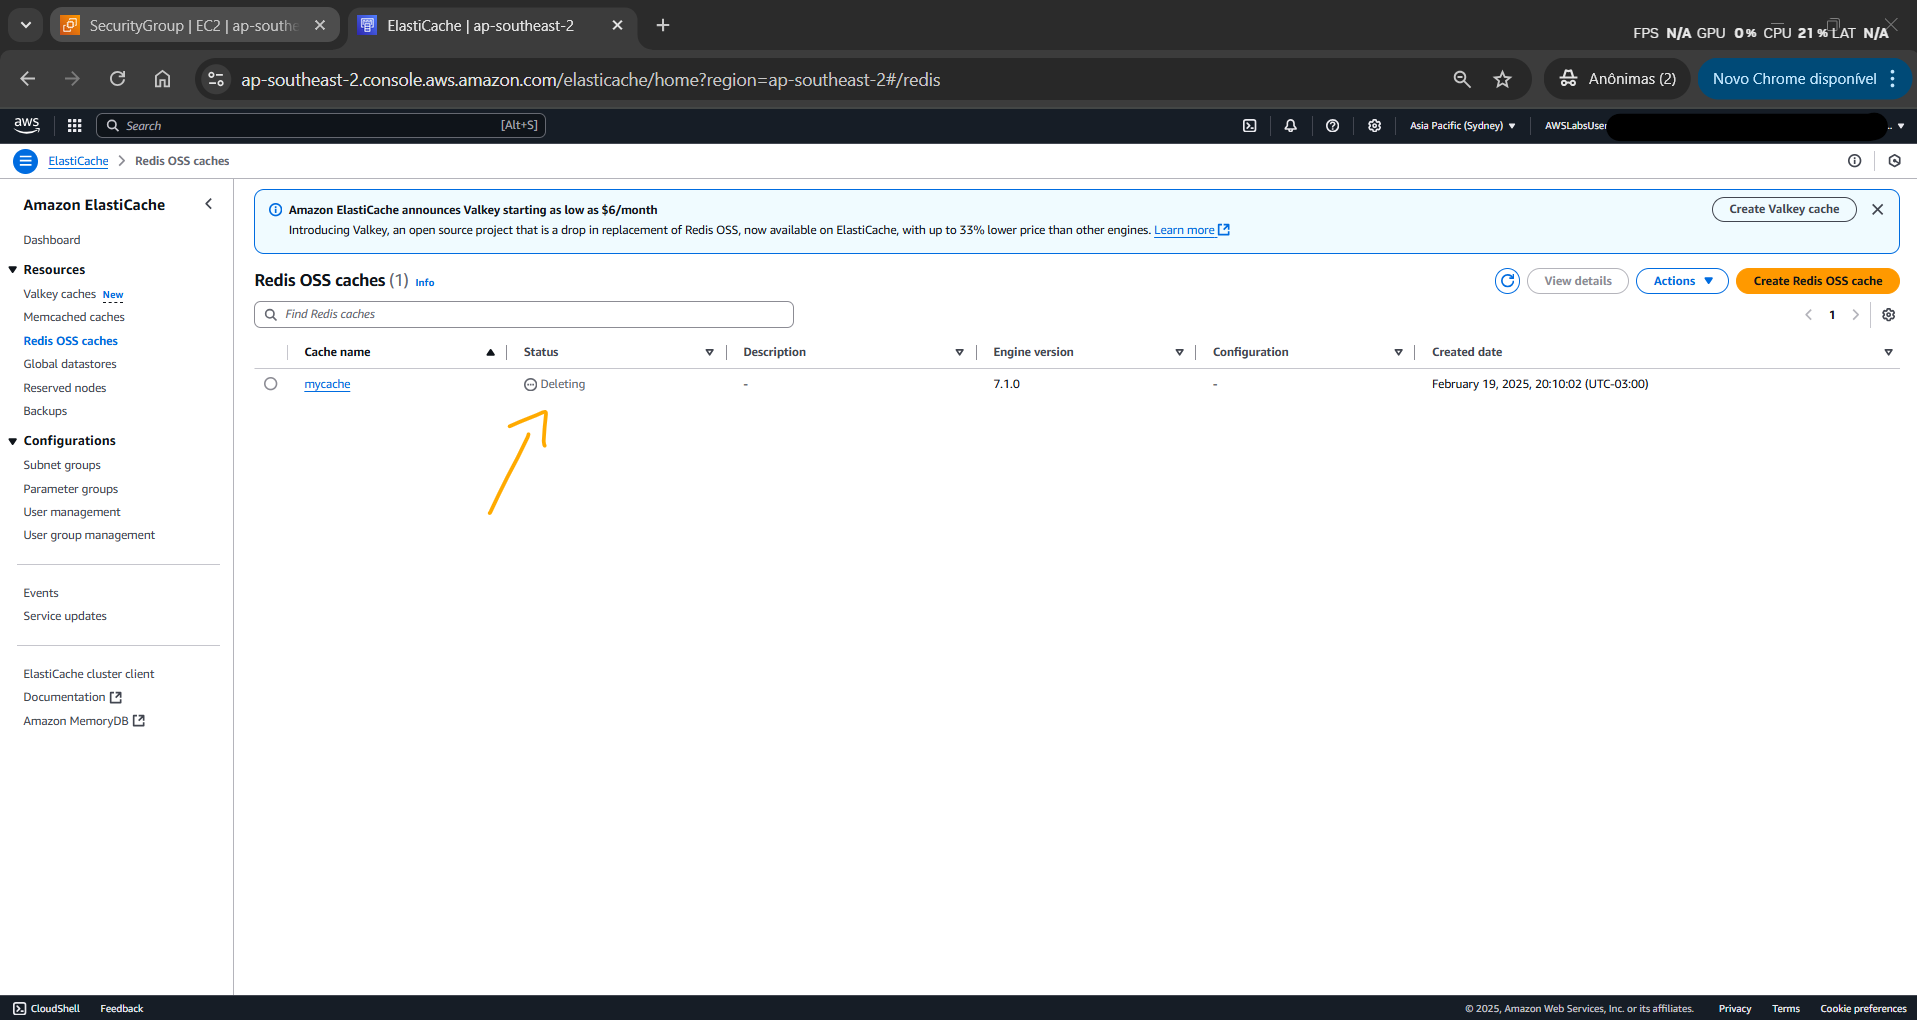 SecurityGroup | EC2 | ap-southe
ElastiCache | ap-southeast-2
FPS N/A GPU 0% CPU 21% LAT N/A
ap-southeast-2.console.aws.amazon.com/elasticache/home?region=ap-southeast-2#/redis
Anônimas (2)
Novo Chrome disponível
aws
Search
[Alt+S]
Asia Pacific (Sydney)
AWSLabsUser
..
ElastiCache
Redis OSS caches
Amazon ElastiCache
Dashboard
Resources
Valkey caches New
Memcached caches
Redis OSS caches
Global datastores
Reserved nodes
Backups
Configurations
Subnet groups
Parameter groups
User management
User group management
Events
Service updates
ElastiCache cluster client
Documentation
Amazon MemoryDB
Amazon ElastiCache announces Valkey starting as low as $6/month
Introducing Valkey, an open source project that is a drop in replacement of Redis OSS, now available on ElastiCache, with up to 33% lower price than other engines. Learn more
Create Valkey cache
Redis OSS caches (1) Info
View details
Actions
Create Redis OSS cache
Find Redis caches
1
Cache name Status Description Engine version Configuration Created date
mycache Deleting - 7.1.0 - February 19, 2025, 20:10:02 (UTC-03:00)
CloudShell Feedback
© 2025, Amazon Web Services, Inc. or its affiliates. Privacy Terms Cookie preferences